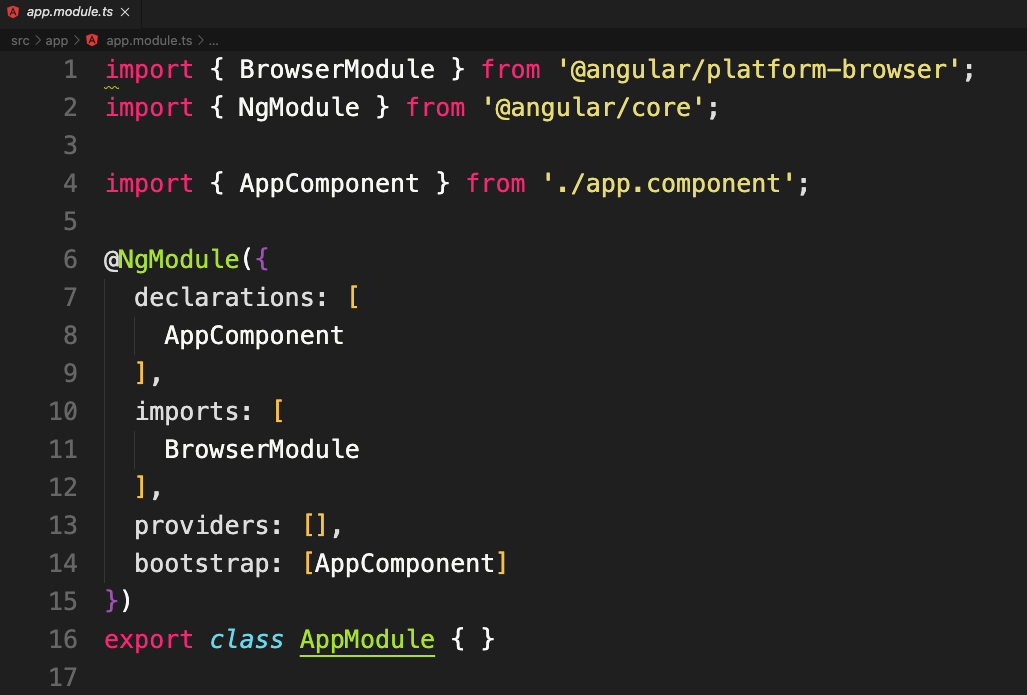 app.module.ts ×
src > app > app.module.ts > ...
1 import { BrowserModule } from '@angular/platform-browser';
2 import { NgModule } from '@angular/core';
3
4 import { AppComponent } from './app.component';
5
6 @NgModule({
7   declarations: [
8     AppComponent
9   ],
10   imports: [
11     BrowserModule
12   ],
13   providers: [],
14   bootstrap: [AppComponent]
15 })
16 export class AppModule { }
17